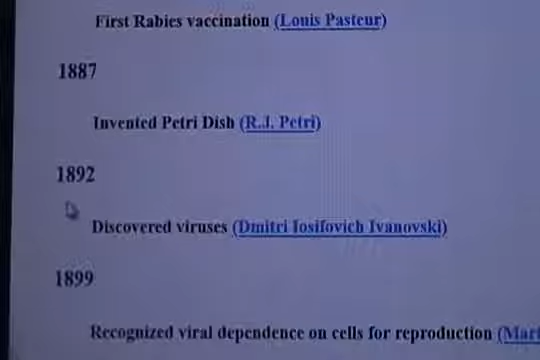 First Rabies vaccination (Louis Pasteur)
1887
Invented Petri Dish (R.J. Petri)
1892
Discovered viruses (Dmitri Iosifovich Ivanovski)
1899
Recognized viral dependence on cells for reproduction (Mart